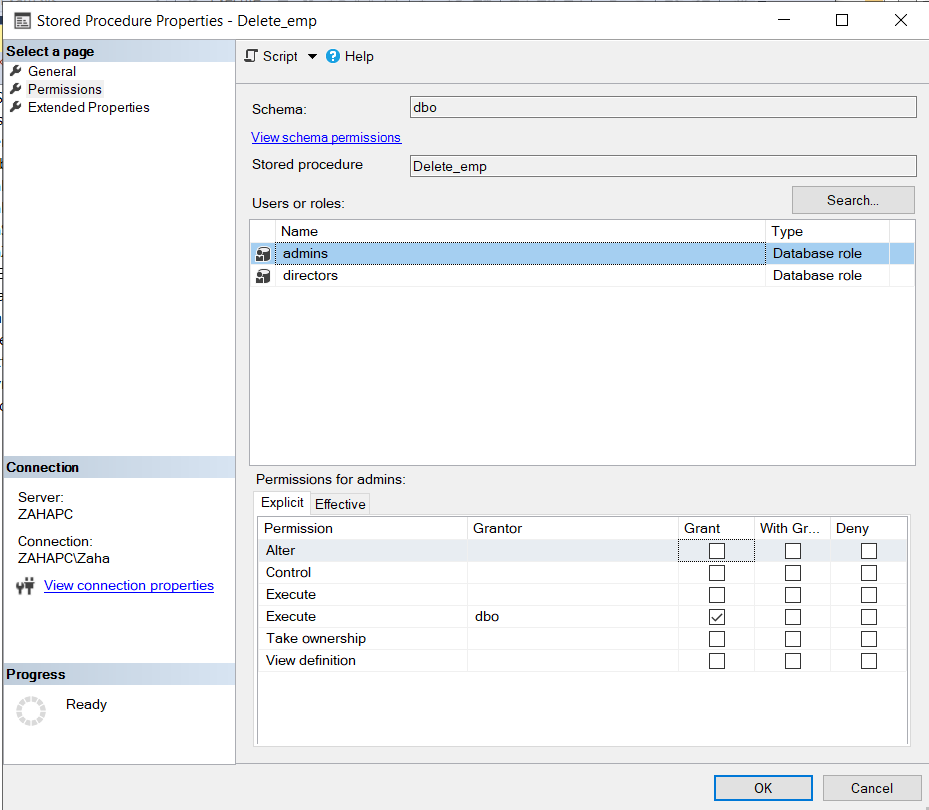 Stored Procedure Properties - Delete_emp
Select a page
General
Permissions
Extended Properties
Script
Help
Schema:
dbo
View schema permissions
Stored procedure
Delete_emp
Users or roles:
Search...
Name Type
admins Database role
directors Database role
Permissions for admins:
Explicit Effective
Permission Grantor Grant With Gr... Deny
Alter
Control
Execute
Execute dbo
Take ownership
View definition
Connection
Server:
ZAHAPC
Connection:
ZAHAPC\Zaha
View connection properties
Progress
Ready
OK
Cancel